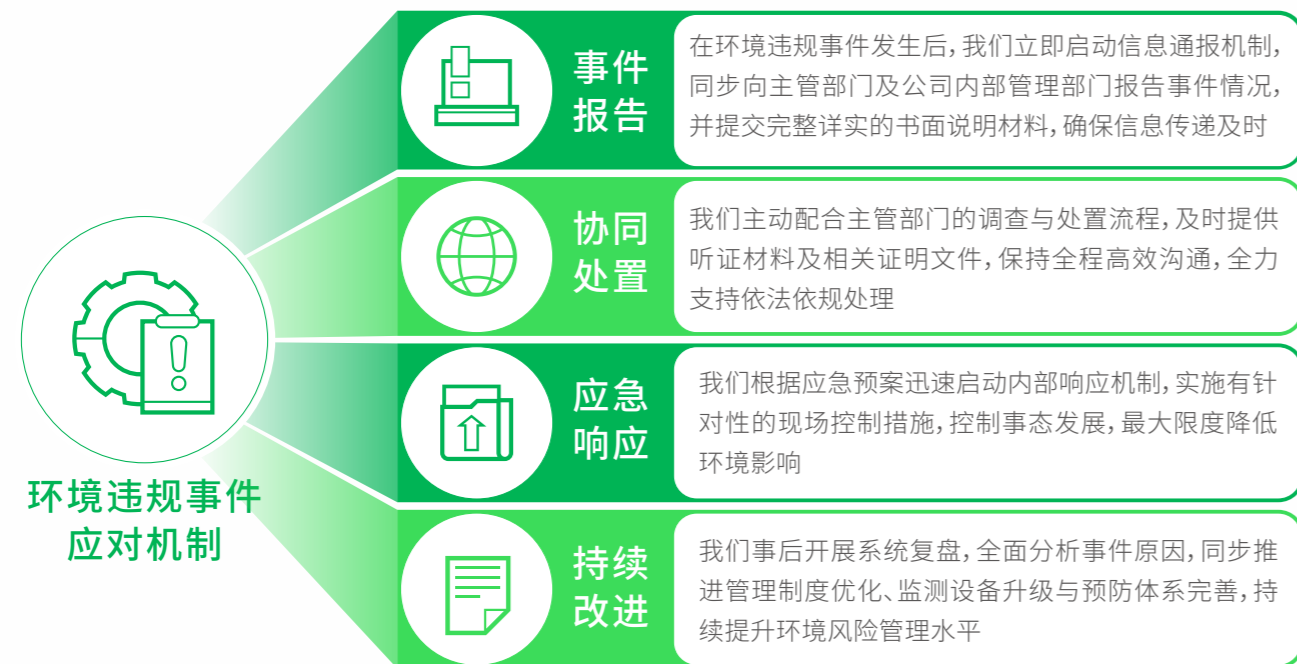 环境违规事件
应对机制
事件
报告
在环境违规事件发生后，我们立即启动信息通报机制，
同步向主管部门及公司内部管理部门报告事件情况，
并提交完整详实的书面说明材料，确保信息传递及时
协同
处置
我们主动配合主管部门的调查与处置流程，及时提供
听证材料及相关证明文件，保持全程高效沟通，全力
支持依法依规处理
应急
响应
我们根据应急预案迅速启动内部响应机制，实施有针
对性的现场控制措施，控制事态发展，最大限度降低
环境影响
持续
改进
我们事后开展系统复盘，全面分析事件原因，同步推
进管理制度优化、监测设备升级与预防体系完善，持
续提升环境风险管理水平